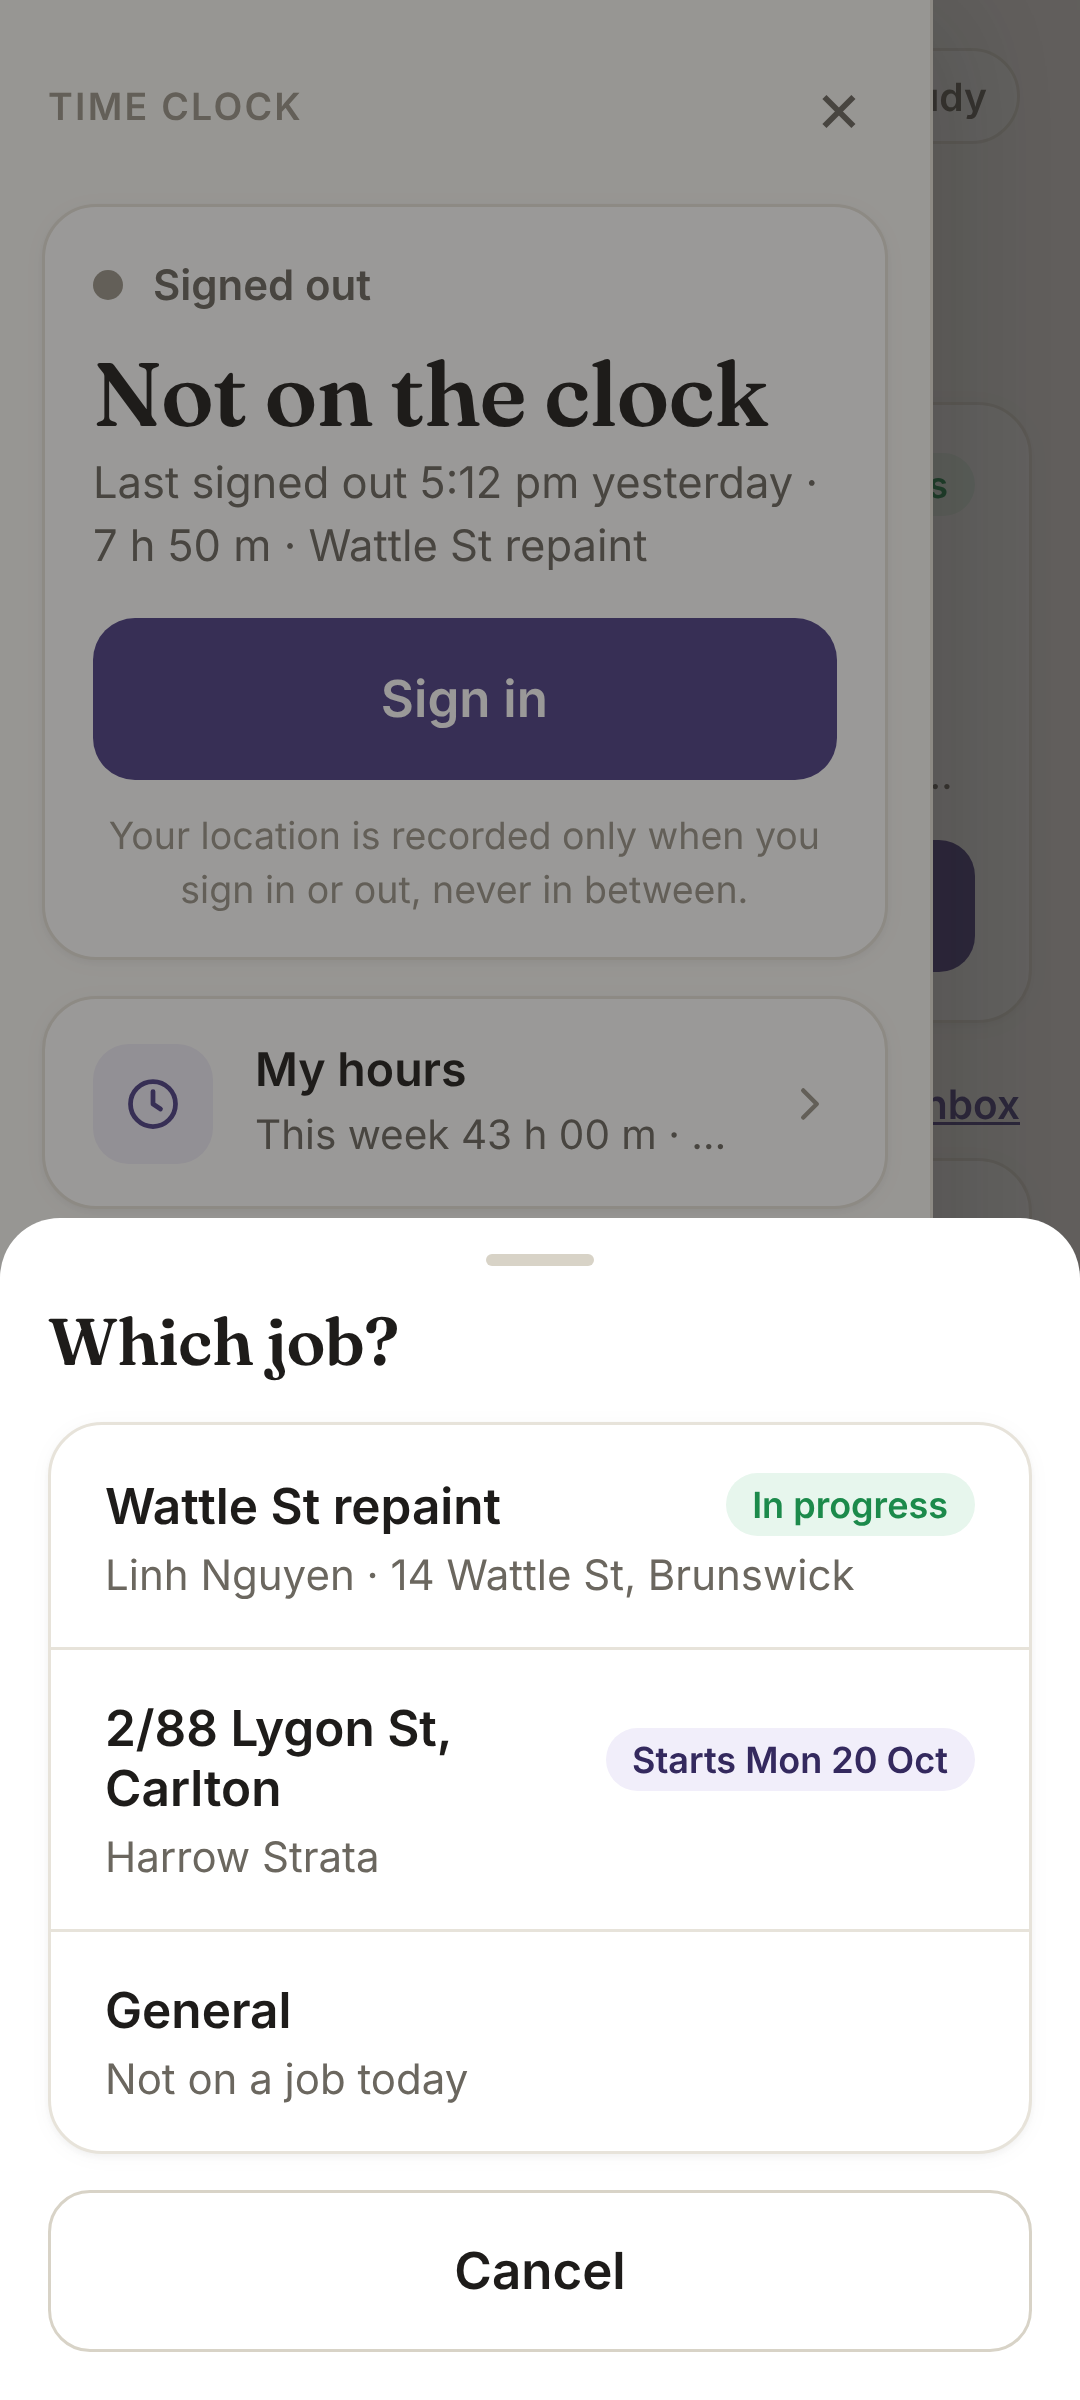 TIME CLOCK
Signed out
Not on the clock
Last signed out 5:12 pm yesterday ·
7 h 50 m · Wattle St repaint
Sign in
Your location is recorded only when you
sign in or out, never in between.
My hours
This week 43 h 00 m · ...
Which job?
Wattle St repaint
In progress
Linh Nguyen · 14 Wattle St, Brunswick
2/88 Lygon St,
Carlton
Starts Mon 20 Oct
Harrow Strata
General
Not on a job today
Cancel